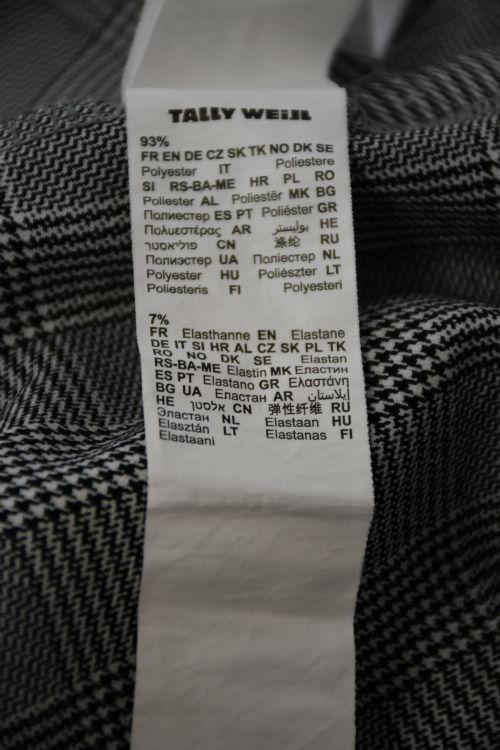 TALLY WEiJL
93%
FR EN DE CZ SK TK NO DK SE
Polyester IT Poliestere
SI RS-BA-ME HR PL RO
Poliester AL Poliestër MK BG
Полиестер ES PT Poliéster GR
Πολυεστέρας AR بوليستر HE
פוליאסטר CN 涤纶 RU
Полиэстер UA Поліестер NL
Polyester HU Poliészter LT
Poliesteris FI Polyesteri
7%
FR Elasthanne EN Elastane
DE IT SI HR AL CZ SK PL TK
RO NO DK SE Elastan
RS-BA-ME Elastin MK Еластин
ES PT Elastano GR Ελαστάνη
BG UA Еластан AR إيلاستان
HE אלסטן CN 弹性纤维 RU
Эластан NL Elastaan HU
Elasztán LT Elastanas FI
Elastaani